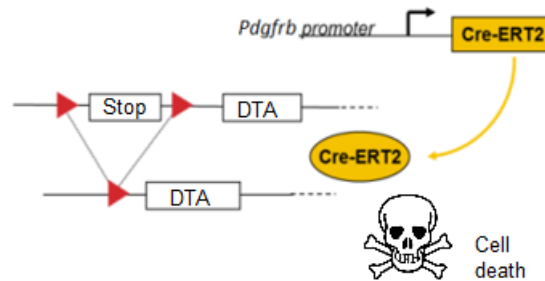 Pdgfrb promoter
Cre-ERT2
Stop
DTA
Cre-ERT2
DTA
Cell
death